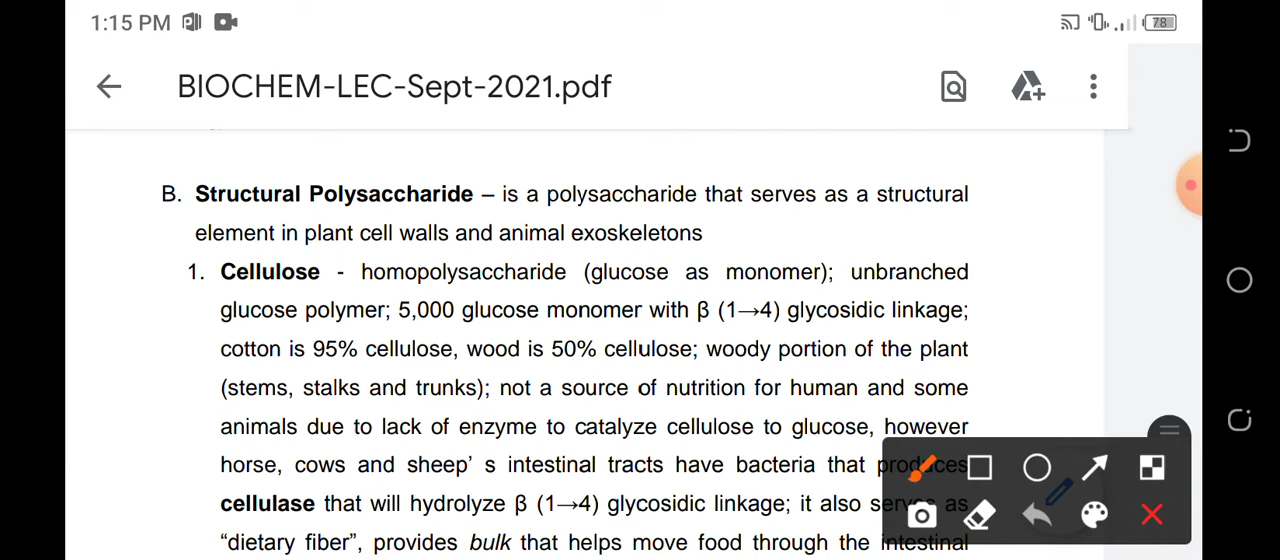 1:15 PM
78
BIOCHEM-LEC-Sept-2021.pdf
B. Structural Polysaccharide – is a polysaccharide that serves as a structural
element in plant cell walls and animal exoskeletons
1. Cellulose - homopolysaccharide (glucose as monomer); unbranched
glucose polymer; 5,000 glucose monomer with β (1→4) glycosidic linkage;
cotton is 95% cellulose, wood is 50% cellulose; woody portion of the plant
(stems, stalks and trunks); not a source of nutrition for human and some
animals due to lack of enzyme to catalyze cellulose to glucose, however
horse, cows and sheep' s intestinal tracts have bacteria that produces
cellulase that will hydrolyze β (1→4) glycosidic linkage; it also serves as
“dietary fiber”, provides bulk that helps move food through the intestinal